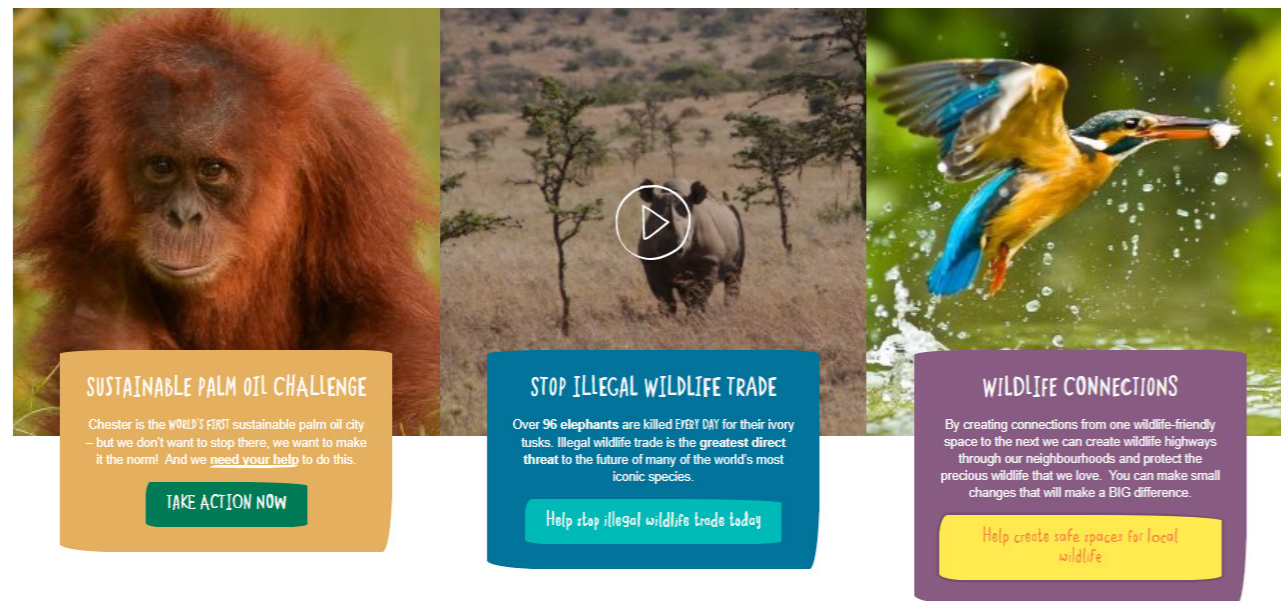 SUSTAINABLE PALM OIL CHALLENGE
Chester is the WORLD'S FIRST sustainable palm oil city
– but we don't want to stop there, we want to make
it the norm!  And we need your help to do this.
TAKE ACTION NOW
STOP ILLEGAL WILDLIFE TRADE
Over 96 elephants are killed EVERY DAY for their ivory
tusks. Illegal wildlife trade is the greatest direct
threat to the future of many of the world's most
iconic species.
Help stop illegal wildlife trade today
WILDLIFE CONNECTIONS
By creating connections from one wildlife-friendly
space to the next we can create wildlife highways
through our neighbourhoods and protect the
precious wildlife that we love.  You can make small
changes that will make a BIG difference.
Help create safe spaces for local
wildlife